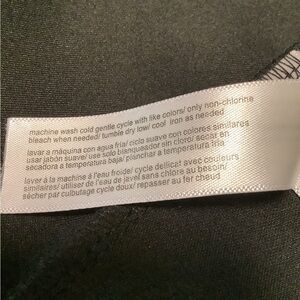 machine wash cold gentle cycle with like colors/ only non-chlorine
bleach when needed/ tumble dry low/ cool iron as needed
lavar a máquina con agua fria/ ciclo suave con colores similares
usar jabón suave/ use solo blanqueador sin cloro/ secar en
secadora a temperatura baja/ planchar a temperatura fria
laver à la machine à l'eau froide/ cycle délicat avec couleurs
similaires/ utiliser de l'eau de javel sans chlore au besoin/
sécher par culbutage cycle doux/ repasser au fer chaud